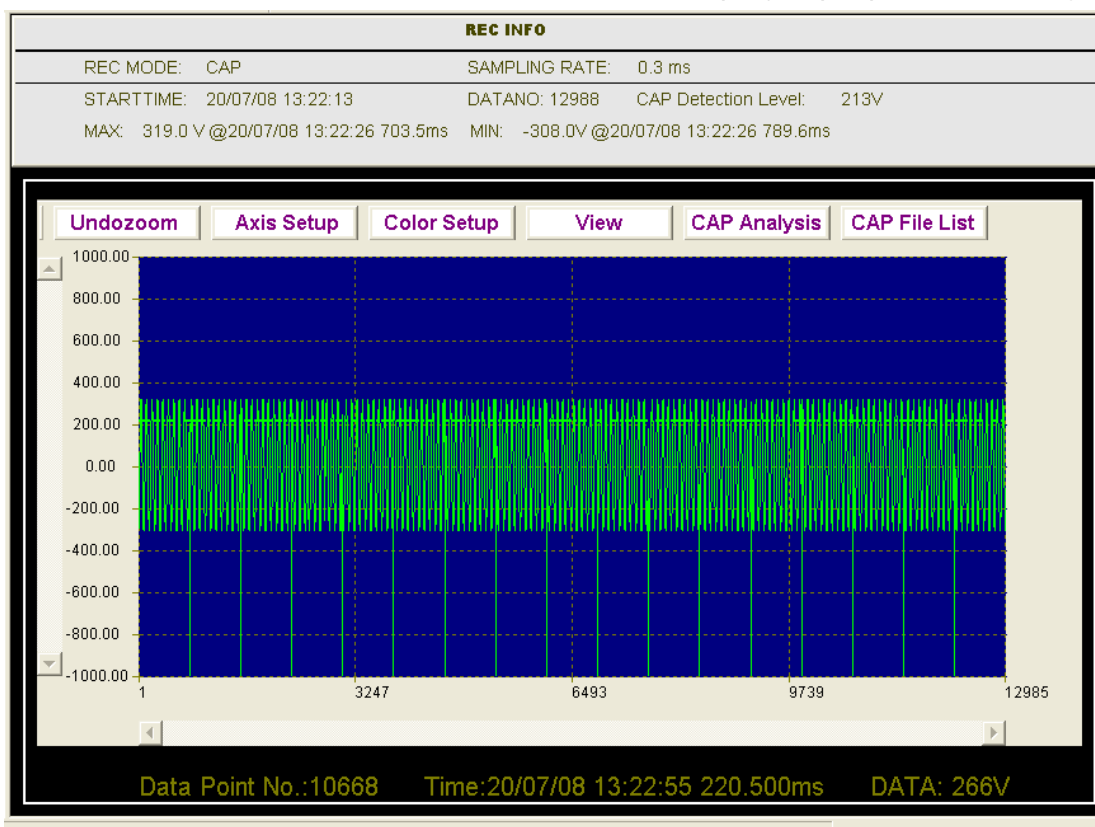 REC INFO
REC MODE: CAP SAMPLING RATE: 0.3 ms
STARTTIME: 20/07/08 13:22:13 DATANO: 12988 CAP Detection Level: 213V
MAX: 319.0 V @20/07/08 13:22:26 703.5ms MIN: -308.0V @20/07/08 13:22:26 789.6ms
Undozoom Axis Setup Color Setup View CAP Analysis CAP File List
1000.00
800.00
600.00
400.00
200.00
0.00
-200.00
-400.00
-600.00
-800.00
-1000.00
1 3247 6493 9739 12985
Data Point No.:10668 Time:20/07/08 13:22:55 220.500ms DATA: 266V